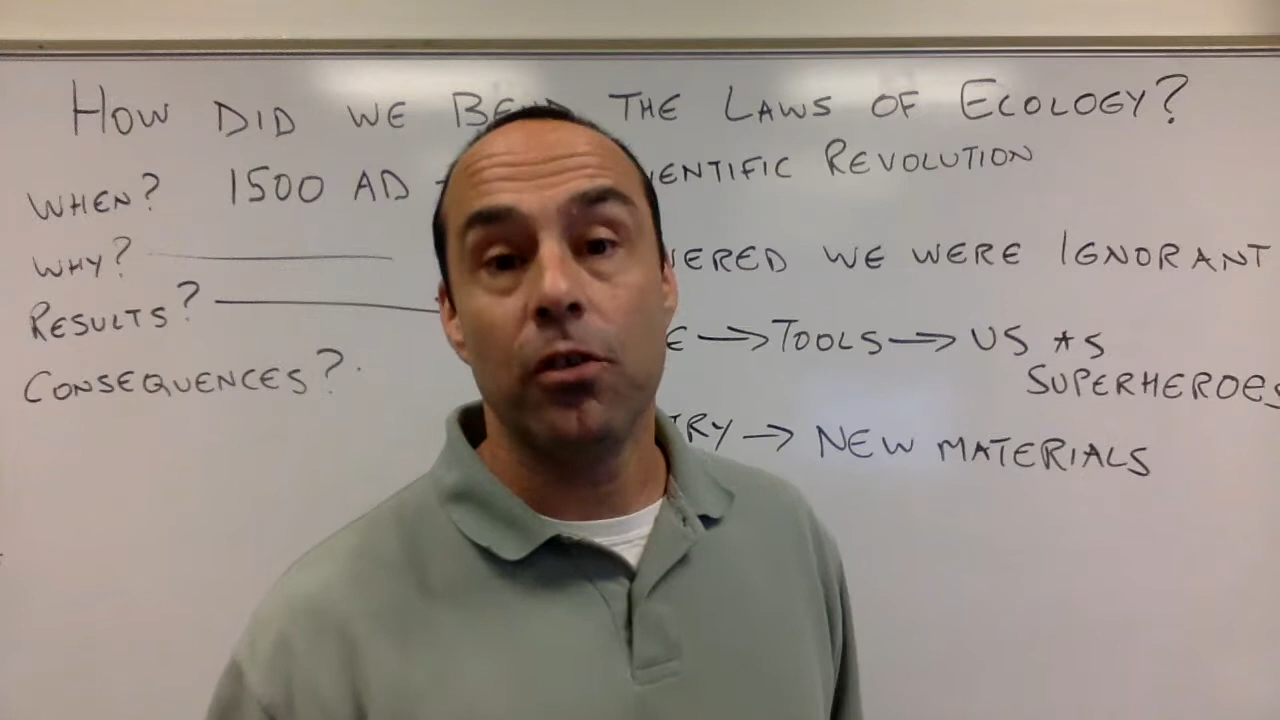 HOW DID WE THE LAWS OF ECOLOGY?
WHEN? 1500 AD REVOLUTION
WHY? WE WERE IGNORANT
RESULTS? → TOOLS → US AS
SUPERHEROES
CONSEQUENCES?
→ NEW MATERIALS